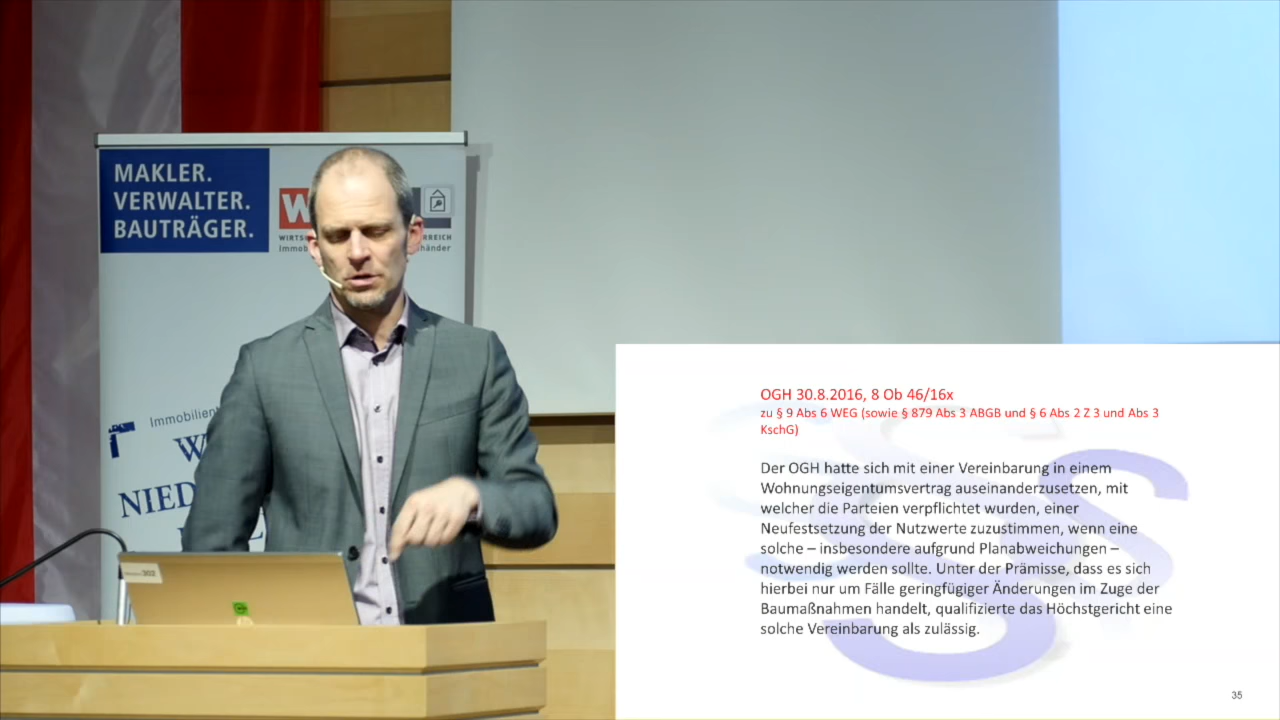 MAKLER.
VERWALTER.
BAUTRÄGER.
W
RREICH
händer
NIED
OGH 30.8.2016, 8 Ob 46/16x
zu § 9 Abs 6 WEG (sowie § 879 Abs 3 ABGB und § 6 Abs 2 Z 3 und Abs 3
KschG)
Der OGH hatte sich mit einer Vereinbarung in einem
Wohnungseigentumsvertrag auseinanderzusetzen, mit
welcher die Parteien verpflichtet wurden, einer
Neufestsetzung der Nutzwerte zuzustimmen, wenn eine
solche – insbesondere aufgrund Planabweichungen –
notwendig werden sollte. Unter der Prämisse, dass es sich
hierbei nur um Fälle geringfügiger Änderungen im Zuge der
Baumaßnahmen handelt, qualifizierte das Höchstgericht eine
solche Vereinbarung als zulässig.
35